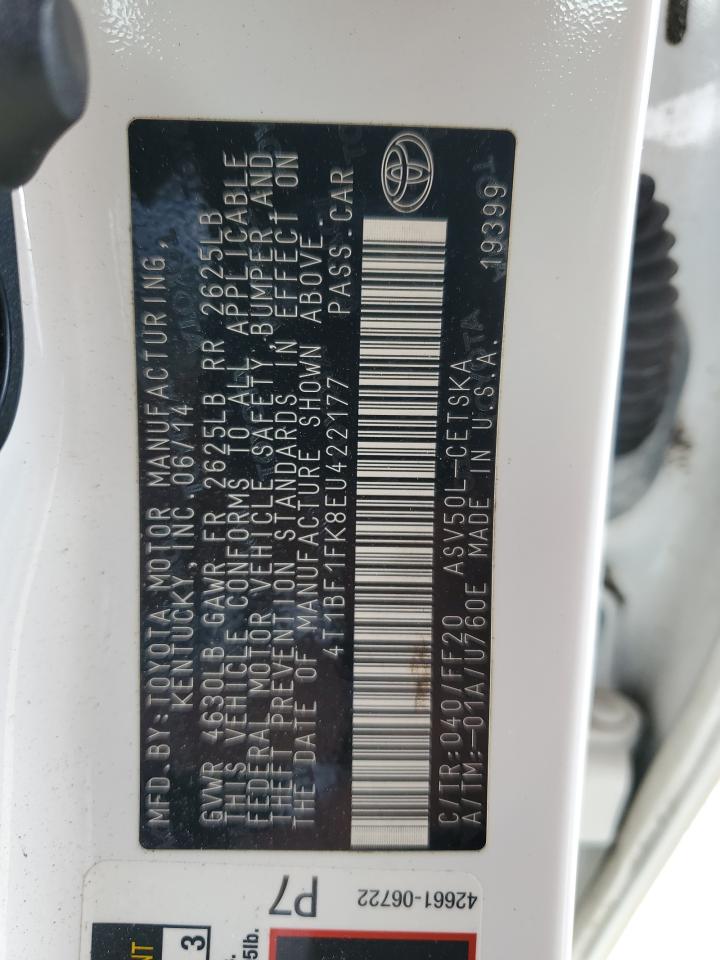 MFD. BY: TOYOTA MOTOR MANUFACTURING,
KENTUCKY, INC 06/14
GVWR 4630LB GAWR FR 2625LB RR 2625LB
THIS VEHICLE CONFORMS TO ALL APPLICABLE
FEDERAL MOTOR VEHICLE SAFETY, BUMPER, AND
THEFT PREVENTION STANDARDS IN EFFECT ON
THE DATE OF MANUFACTURE SHOWN ABOVE.
4T1BF1FK8EU422177 PASS.CAR
C/TR:040/FF20 ASV50L-CETSKA 19399
A/TM:-01A/U760E MADE IN U.S.A.
P7
42661-06722
NT
3
5lb.